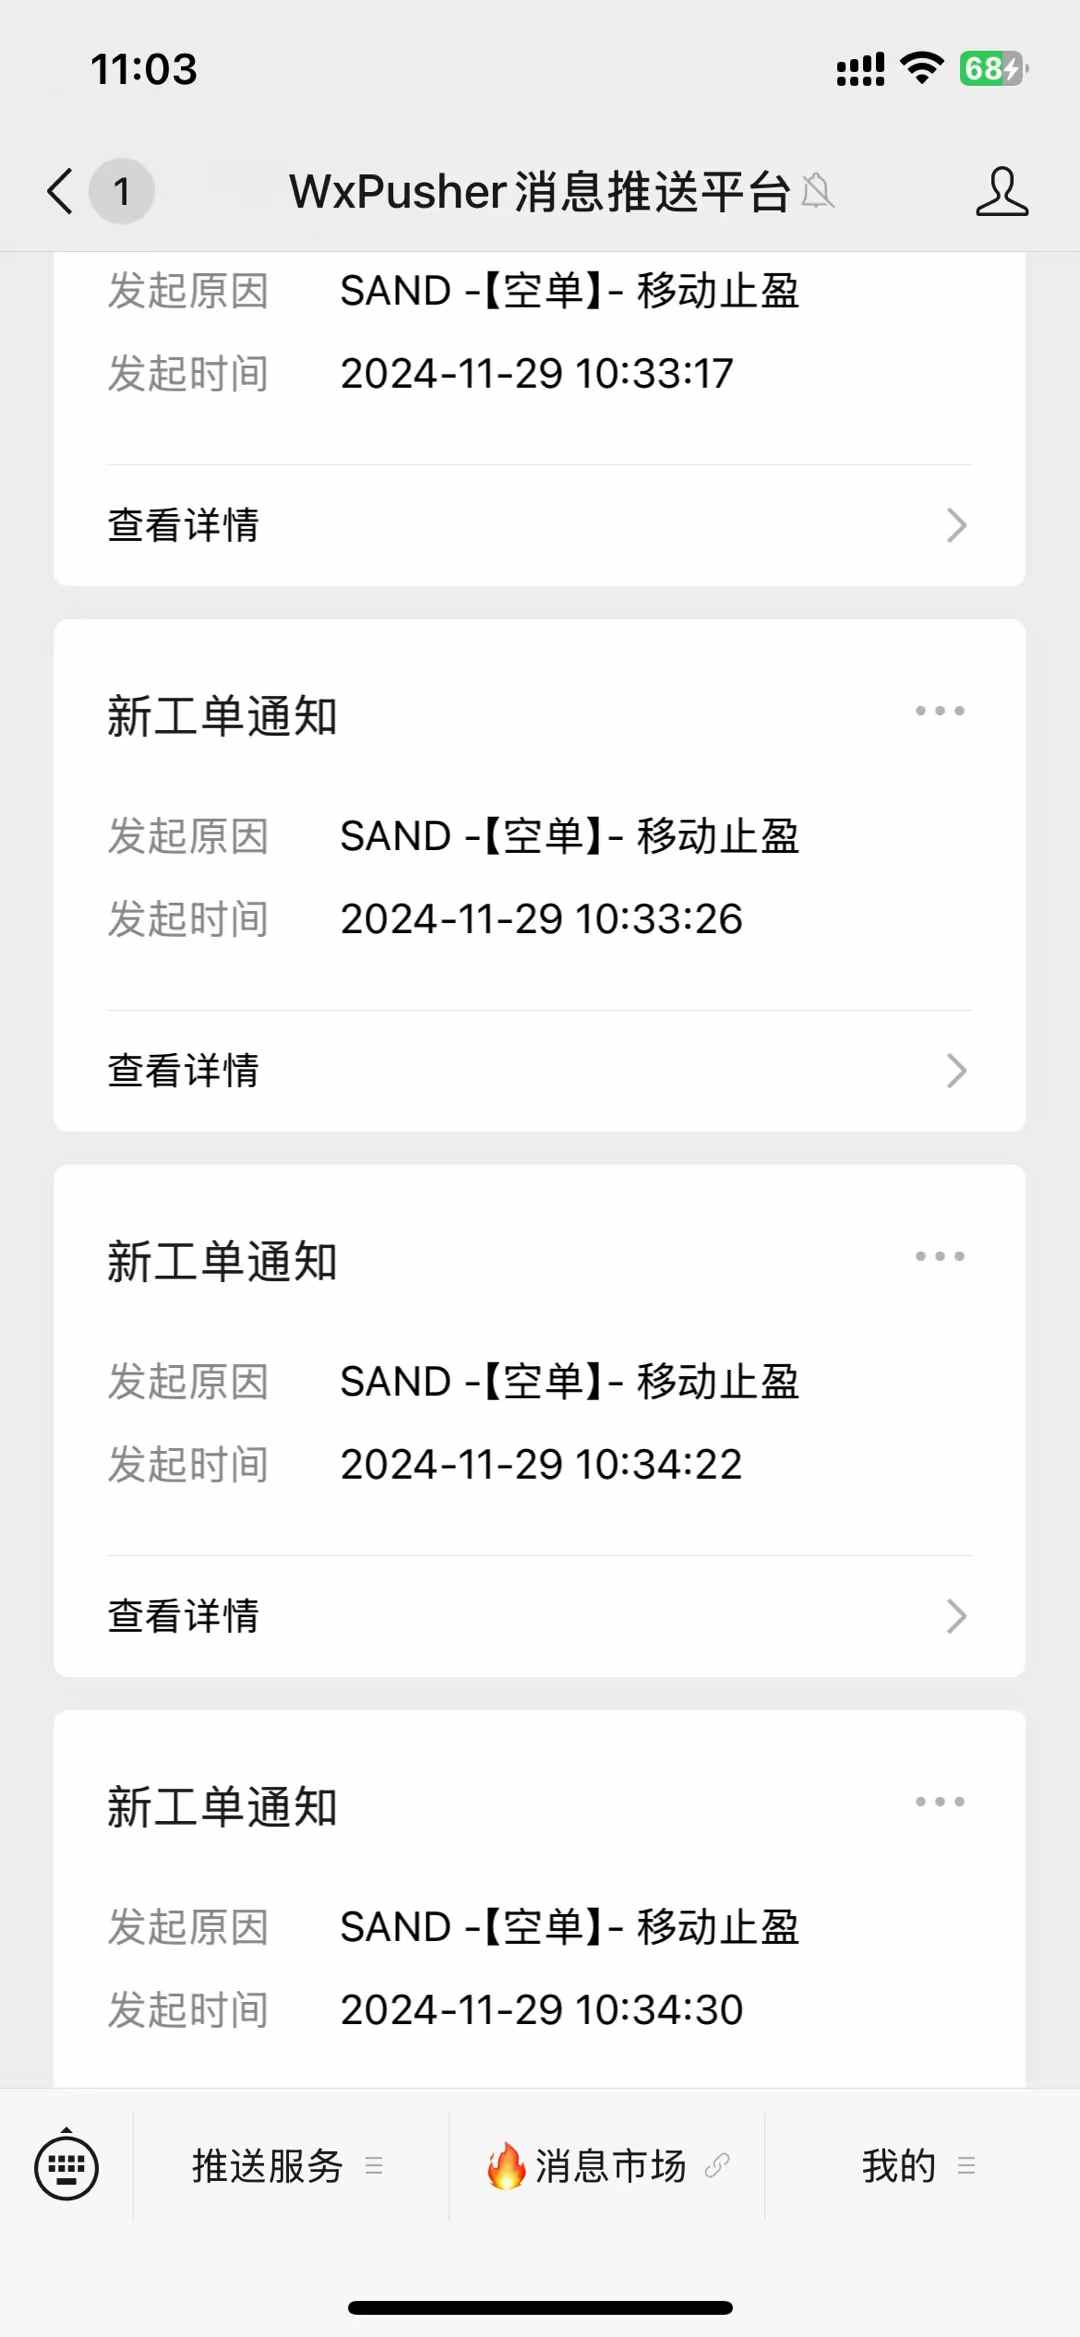 11:03
68
1
WxPusher消息推送平台
发起原因 SAND -【空单】- 移动止盈
发起时间 2024-11-29 10:33:17
查看详情
新工单通知
发起原因 SAND -【空单】- 移动止盈
发起时间 2024-11-29 10:33:26
查看详情
新工单通知
发起原因 SAND -【空单】- 移动止盈
发起时间 2024-11-29 10:34:22
查看详情
新工单通知
发起原因 SAND -【空单】- 移动止盈
发起时间 2024-11-29 10:34:30
推送服务 🔥消息市场 我的